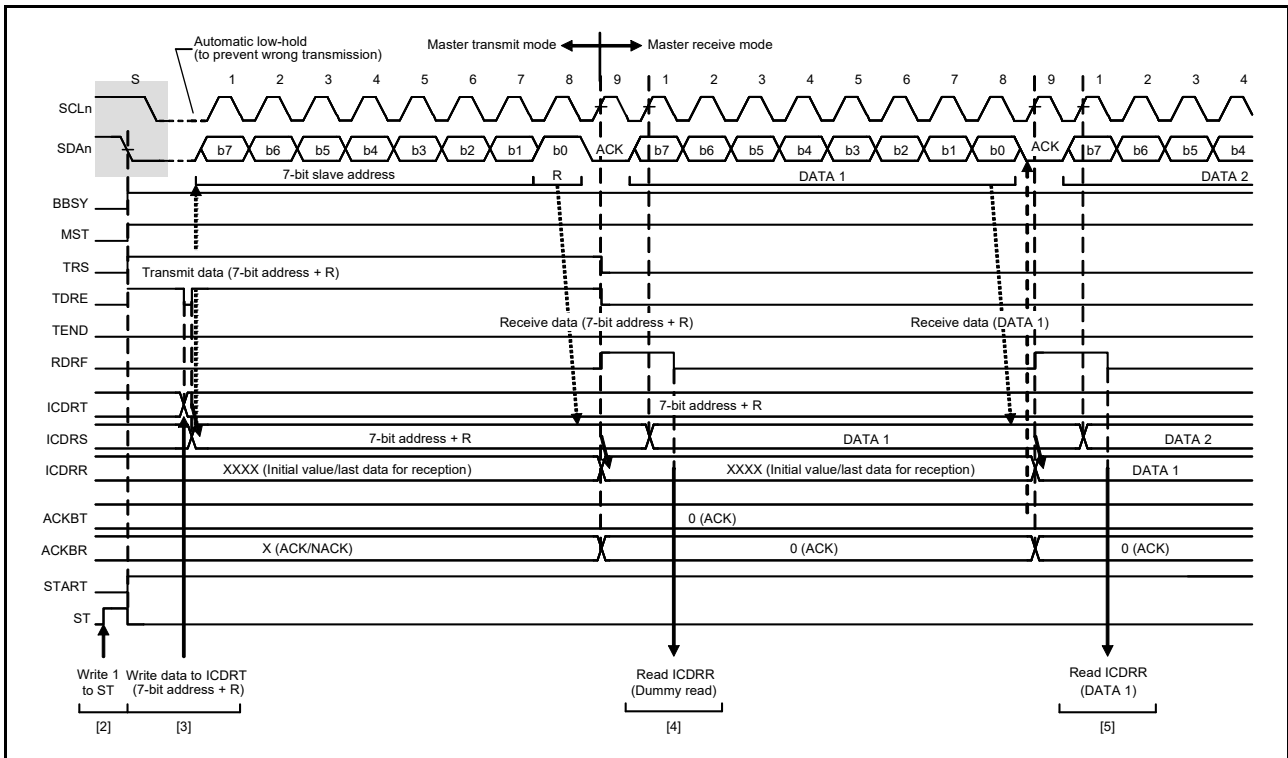 Automatic low-hold
(to prevent wrong transmission)
Master transmit mode Master receive mode
S 1 2 3 4 5 6 7 8 9 1 2 3 4 5 6 7 8 9 1 2 3 4
SCLn
SDAn b7 b6 b5 b4 b3 b2 b1 b0 ACK b7 b6 b5 b4 b3 b2 b1 b0 ACK b7 b6 b5 b4
7-bit slave address R DATA 1 DATA 2
BBSY
MST
TRS
Transmit data (7-bit address + R)
TDRE
TEND Receive data (7-bit address + R) Receive data (DATA 1)
RDRF
ICDRT 7-bit address + R
ICDRS 7-bit address + R DATA 1 DATA 2
ICDRR XXXX (Initial value/last data for reception) XXXX (Initial value/last data for reception) DATA 1
ACKBT 0 (ACK)
ACKBR X (ACK/NACK) 0 (ACK) 0 (ACK)
START
ST
Write 1
to ST
Write data to ICDRT
(7-bit address + R)
Read ICDRR
(Dummy read)
Read ICDRR
(DATA 1)
[2] [3] [4] [5]